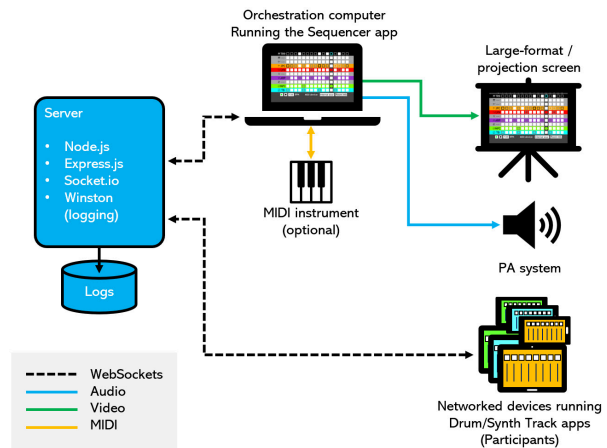 Orchestration computer
Running the Sequencer app
Large-format /
projection screen
Server
• Node.js
• Express.js
• Socket.io
• Winston
(logging)
MIDI instrument
(optional)
PA system
Logs
WebSockets
Audio
Video
MIDI
Networked devices running
Drum/Synth Track apps
(Participants)